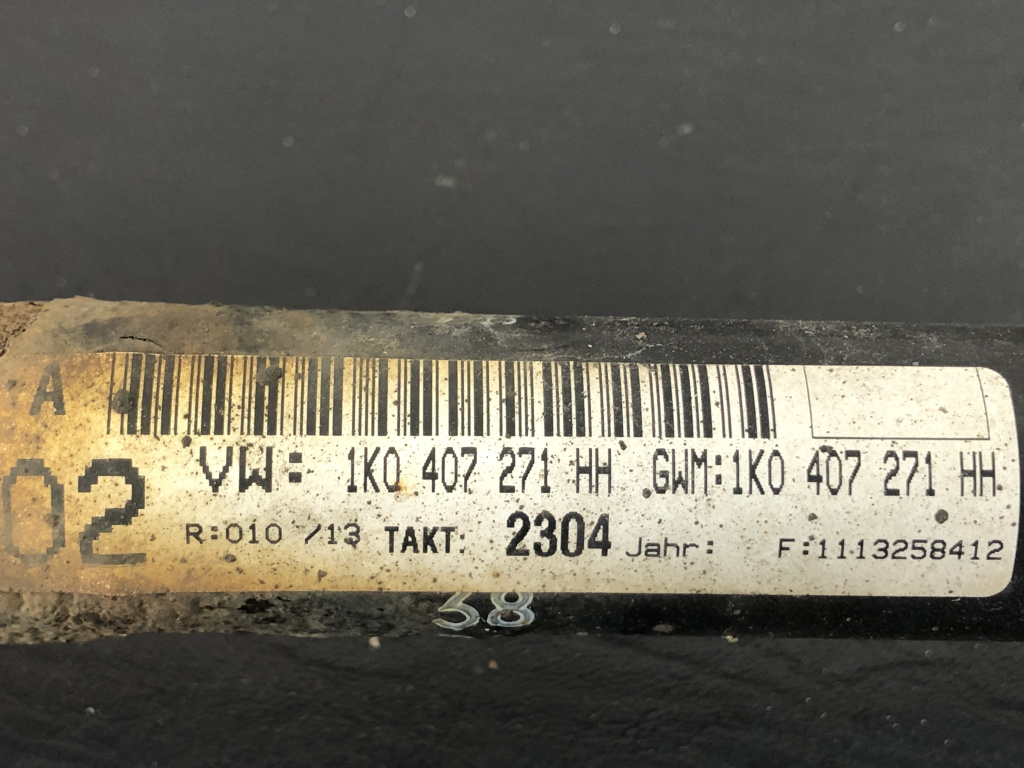 A
02
VW: 1K0 407 271 HH GWM:1K0 407 271 HH
R:010 /13 TAKT: 2304 Jahr: F:1113258412
38